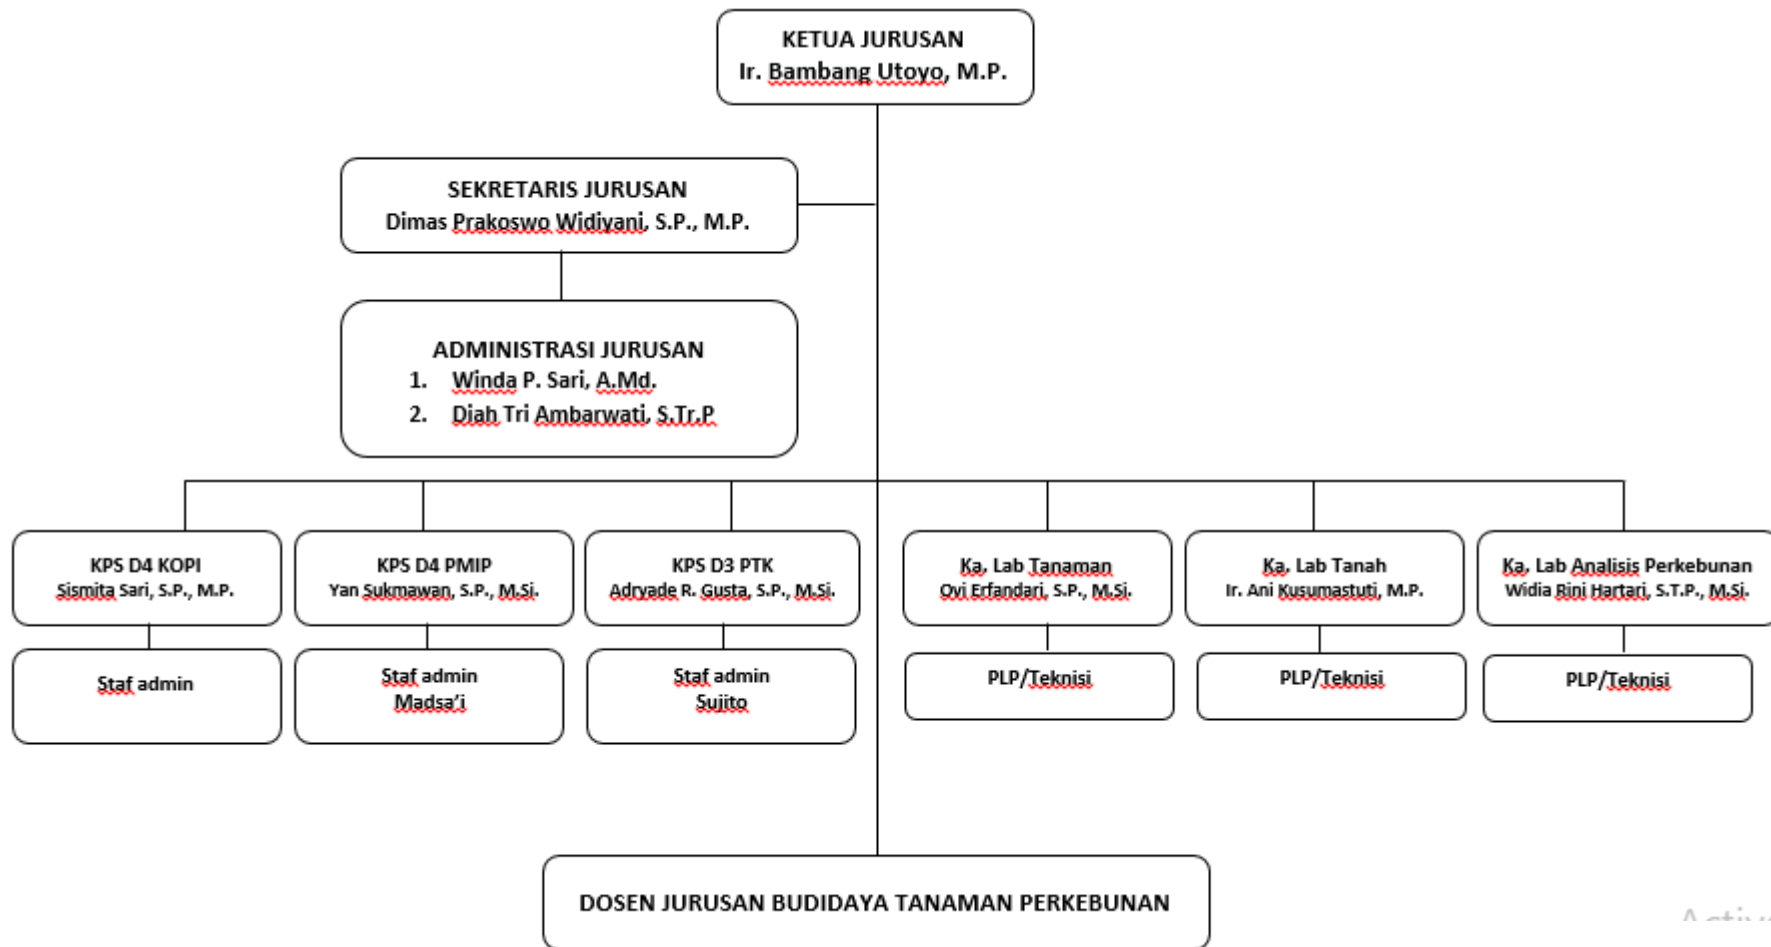 KETUA JURUSAN
Ir. Bambang Utoyo, M.P.
SEKRETARIS JURUSAN
Dimas Prakoswo Widiyani, S.P., M.P.
ADMINISTRASI JURUSAN
1. Winda P. Sari, A.Md.
2. Diah Tri Ambarwati, S.Tr.P
KPS D4 KOPI
Sismita Sari, S.P., M.P.
KPS D4 PMIP
Yan Sukmawan, S.P., M.Si.
KPS D3 PTK
Adryade R. Gusta, S.P., M.Si.
Ka. Lab Tanaman
Ovi Erfandari, S.P., M.Si.
Ka. Lab Tanah
Ir. Ani Kusumastuti, M.P.
Ka. Lab Analisis Perkebunan
Widia Rini Hartari, S.T.P., M.Si.
Staf admin
Staf admin
Madsa’i
Staf admin
Sujito
PLP/Teknisi
PLP/Teknisi
PLP/Teknisi
DOSEN JURUSAN BUDIDAYA TANAMAN PERKEBUNAN